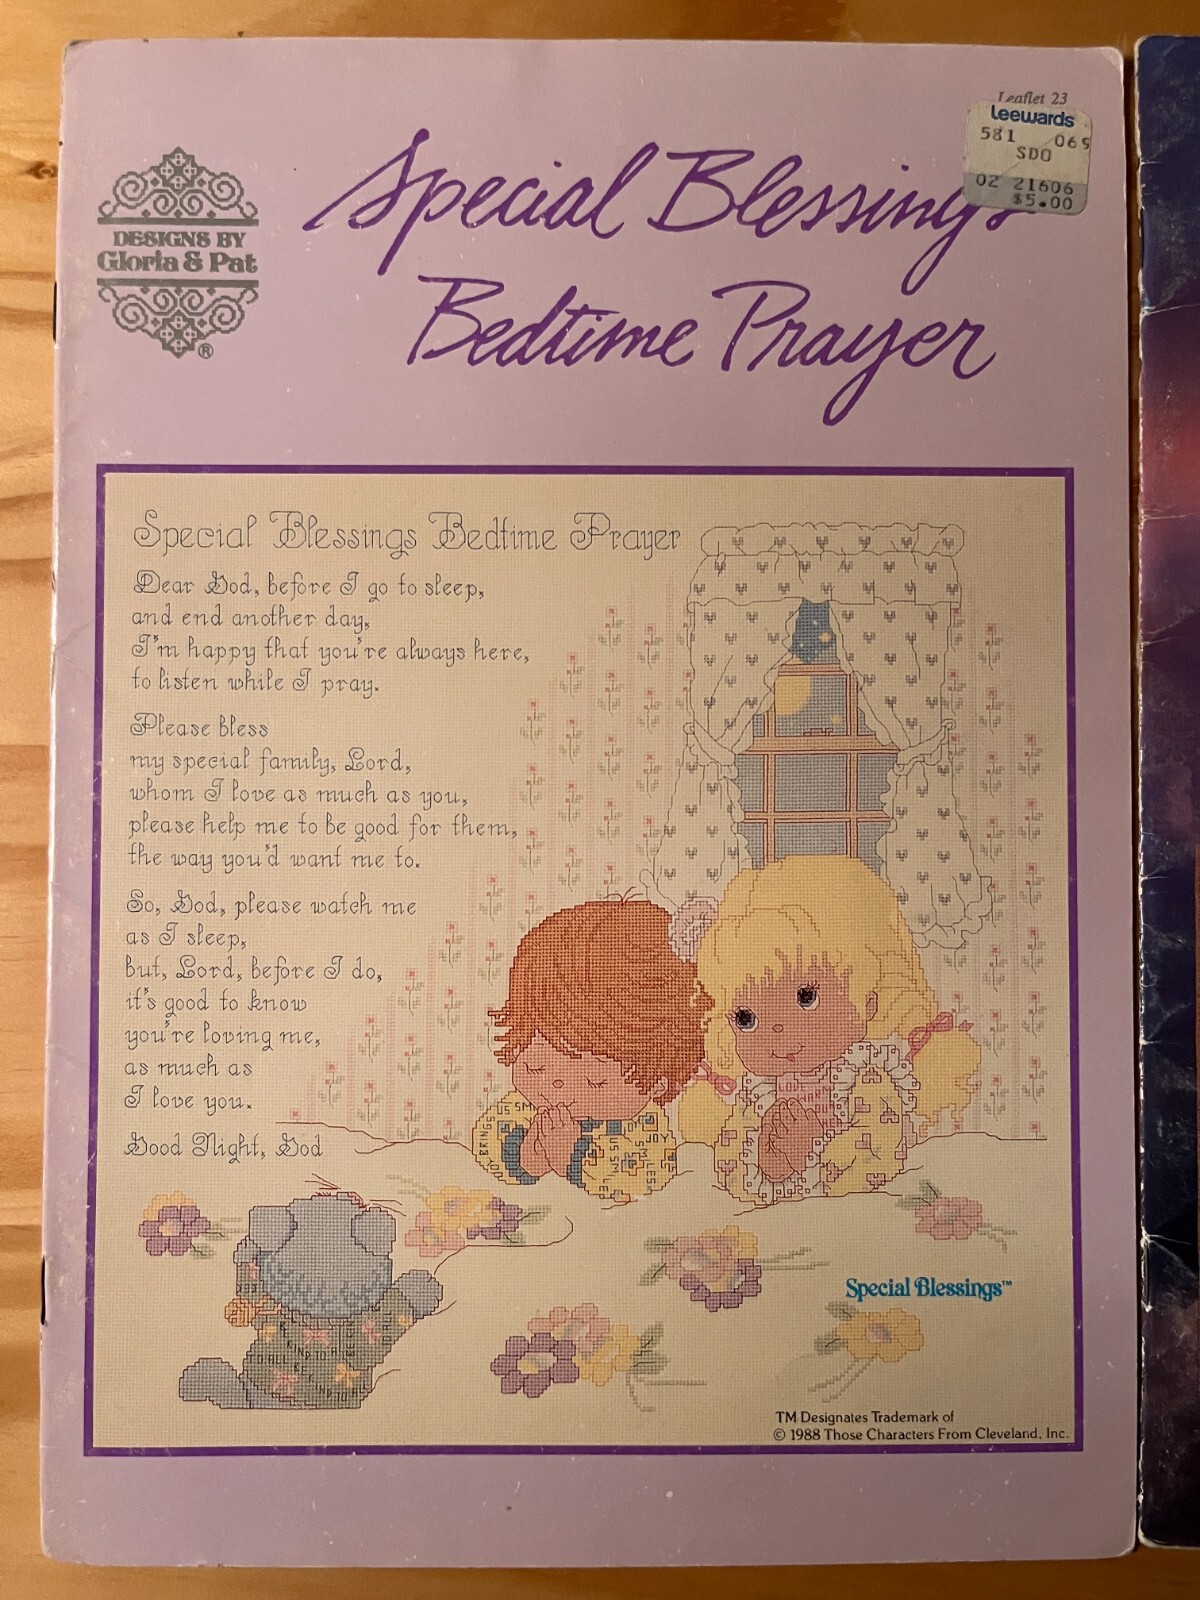 Leaflet 23
Leewards
581 069
SDO
02 21606
$5.00
DESIGNS BY
Gloria & Pat
®
Special Blessings
Bedtime Prayer
Special Blessings Bedtime Prayer
Dear God, before I go to sleep,
and end another day,
I'm happy that you're always here,
to listen while I pray.
Please bless
my special family, Lord,
whom I love as much as you,
please help me to be good for them,
the way you'd want me to.
So, God, please watch me
as I sleep,
but, Lord, before I do,
it's good to know
you're loving me,
as much as
I love you.
Good Night, God
Special Blessings™
TM Designates Trademark of
© 1988 Those Characters From Cleveland, Inc.